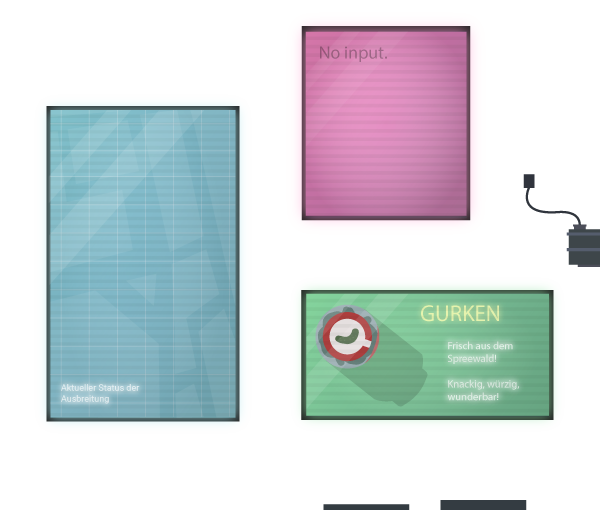 No input.
GURKEN
Frisch aus dem
Spreewald!
Knackig, würzig,
wunderbar!
Aktueller Status der
Ausbreitung